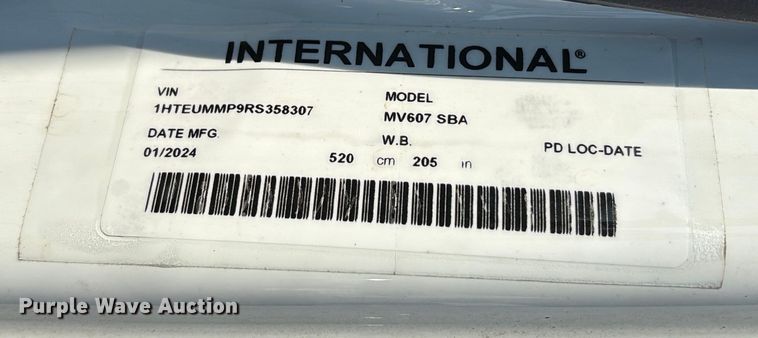 INTERNATIONAL®
VIN MODEL
1HTEUMMP9RS358307 MV607 SBA
DATE MFG. W.B. PD LOC-DATE
01/2024 520 cm 205 in
Purple Wave Auction